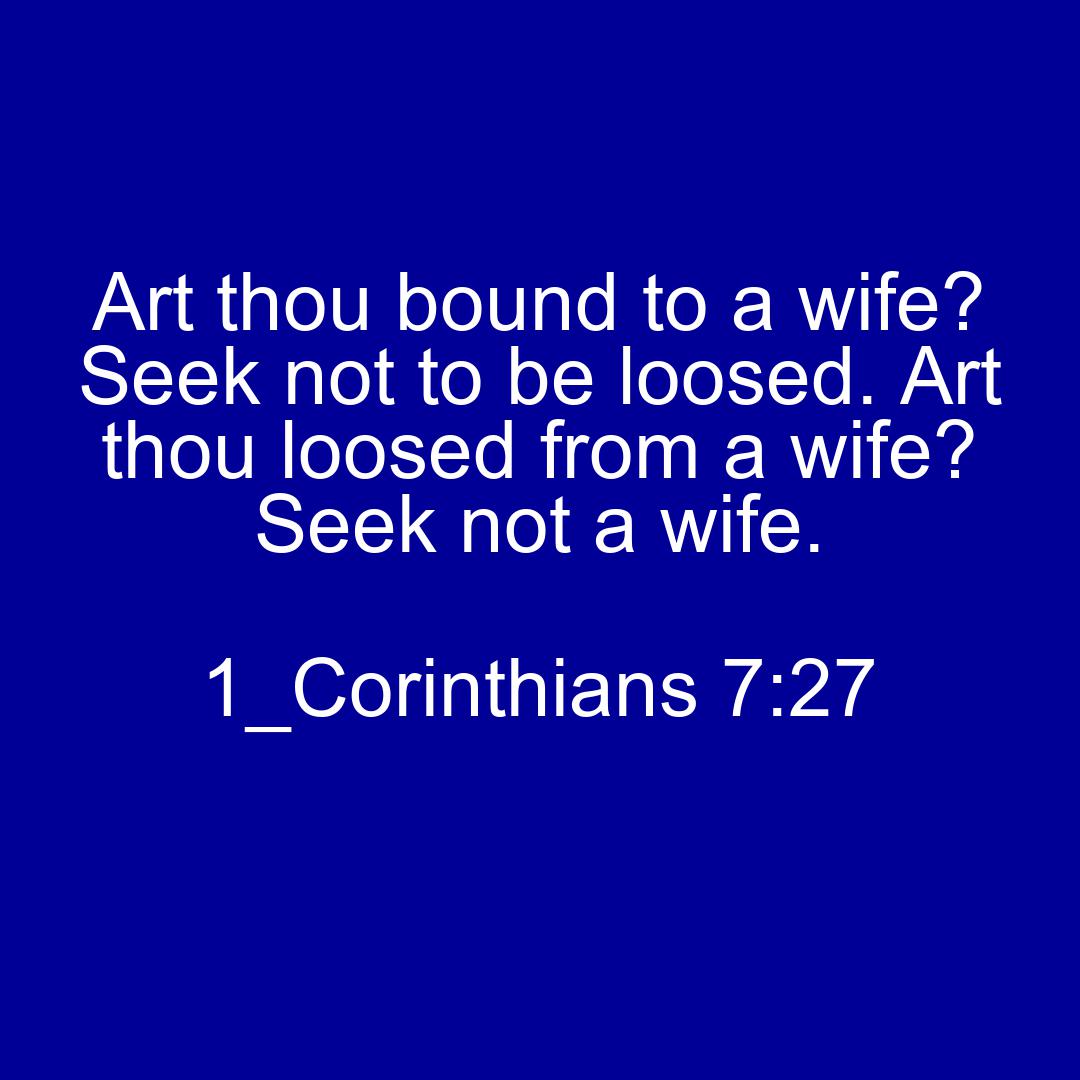 Art thou bound to a wife?
Seek not to be loosed. Art
thou loosed from a wife?
Seek not a wife.
1_Corinthians 7:27